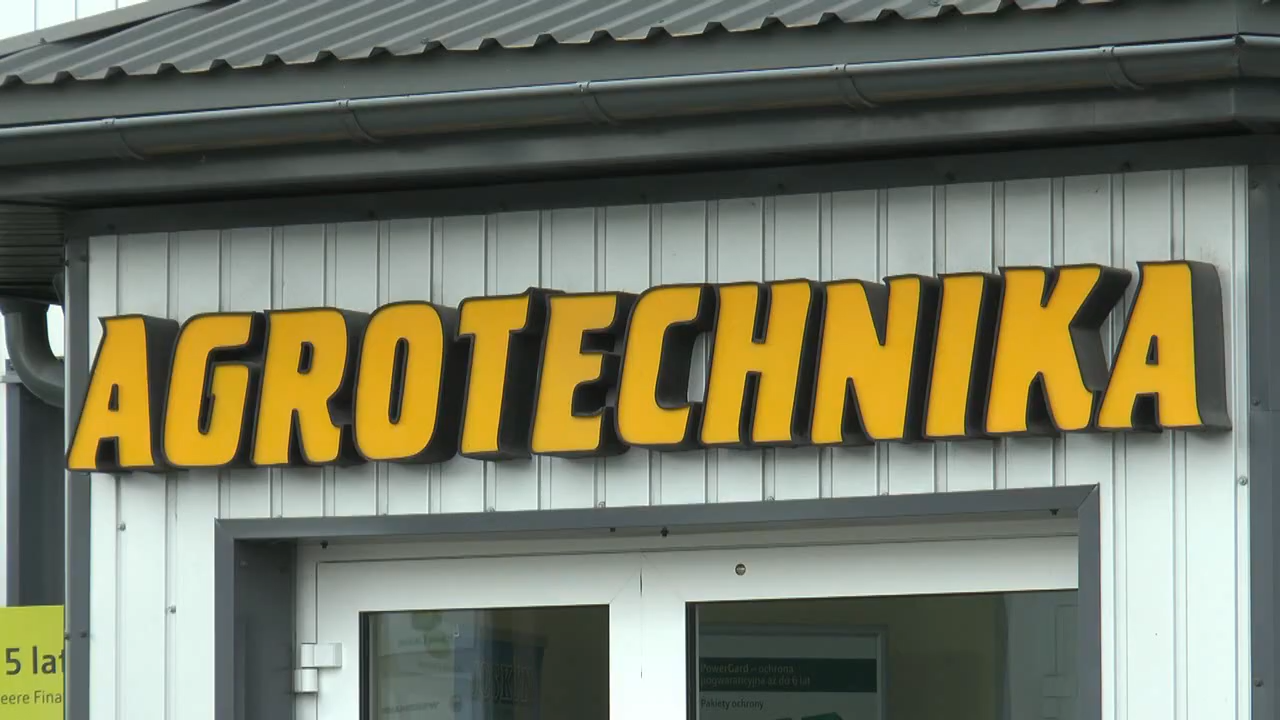 AGROTECHNIKA
5 lat
eere Fina
PowerGard – ochrona
pogwarancyjna aż do 6 lat
Pakiety ochrony